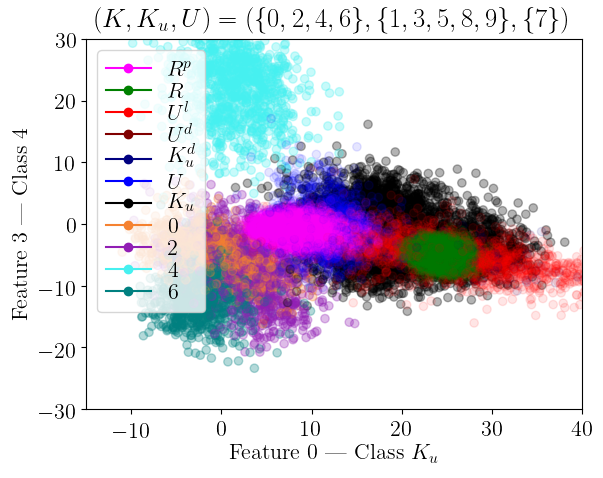 (K, K_u, U) = ({0, 2, 4, 6}, {1, 3, 5, 8, 9}, {7})
30
20
10
0
−10
−20
−30
Feature 3 — Class 4
R^p
R
U^l
U^d
K_u^d
U
K_u
0
2
4
6
−10
0
10
20
30
40
Feature 0 — Class K_u